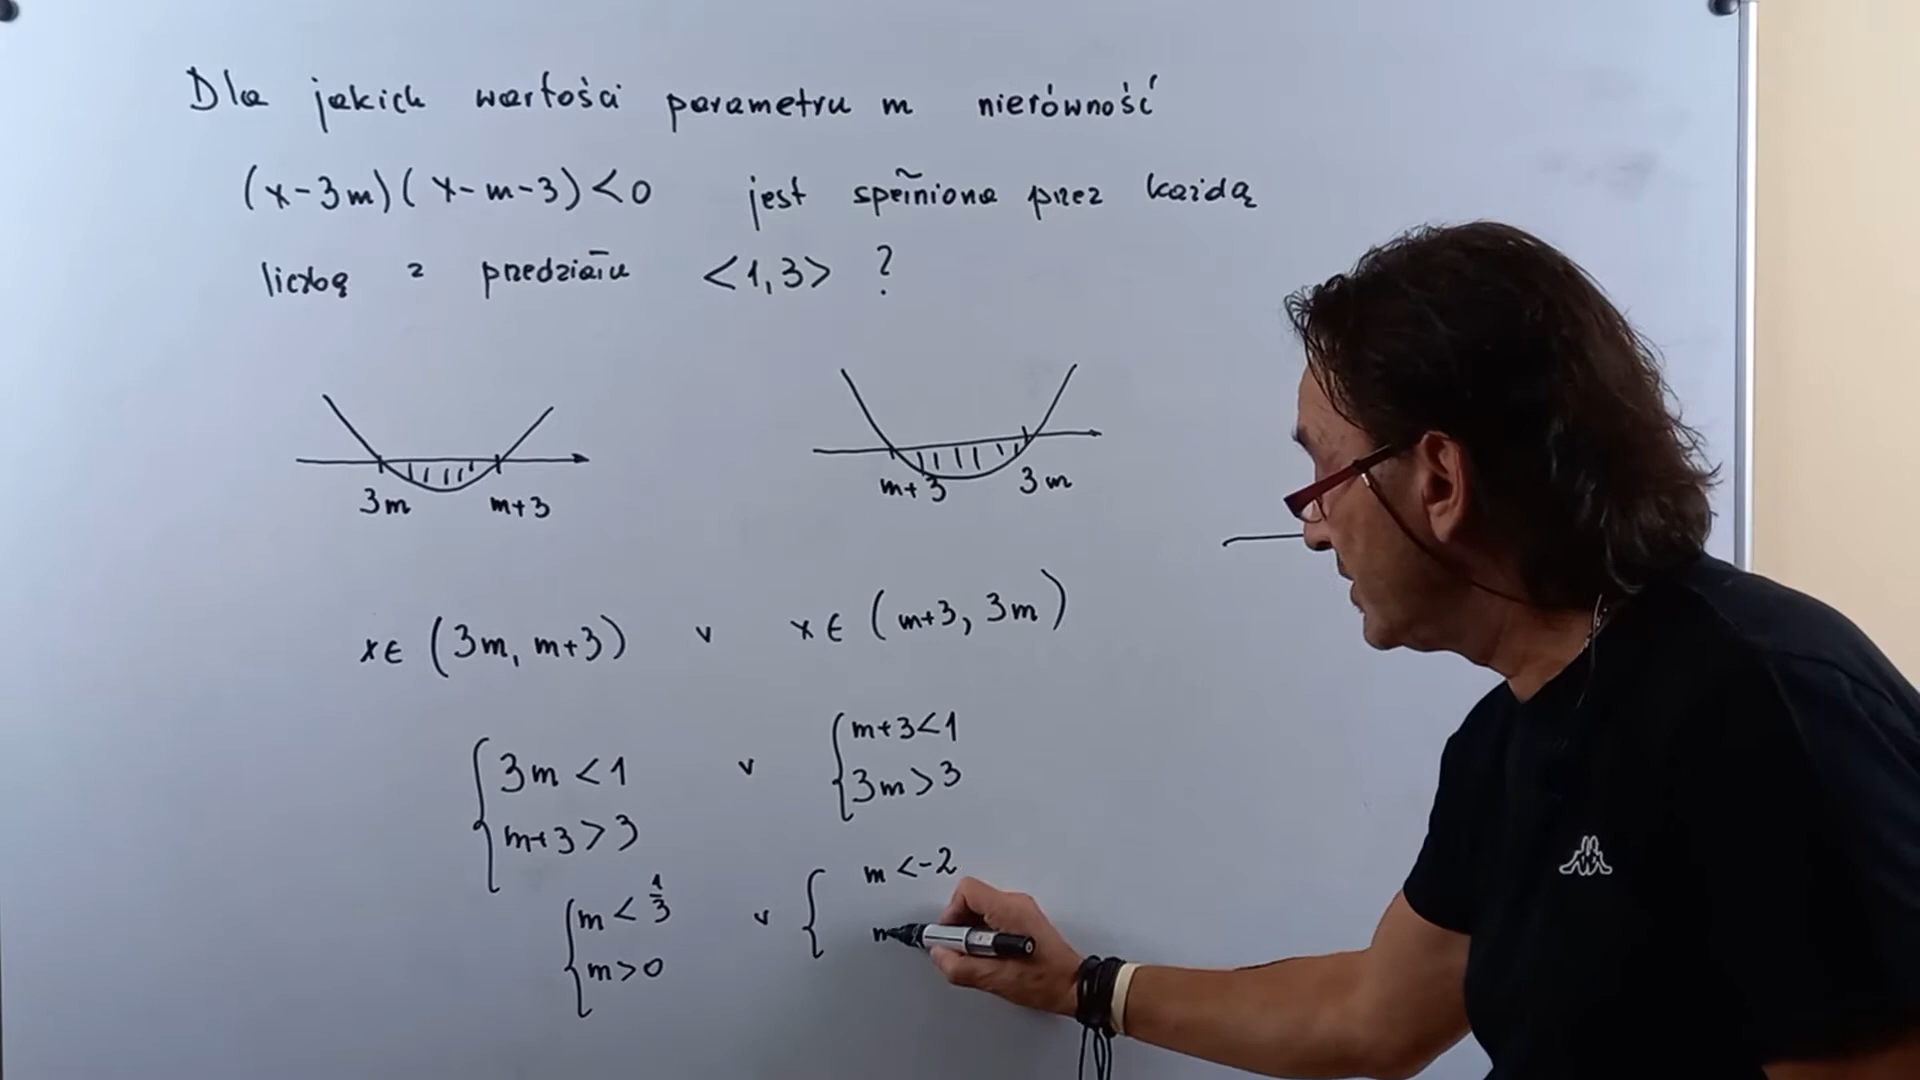 Dla jakich wartości parametru m nierówność
(x-3m)(x-m-3)<0 jest spełniona przez każdą
liczbą z przedziału <1,3> ?
3m m+3
m+3 3m
x∈ (3m, m+3) v x∈ (m+3, 3m)
3m <1 v m+3<1
m+3>3 3m>3
m < 1/3 v m <-2
m>0 m